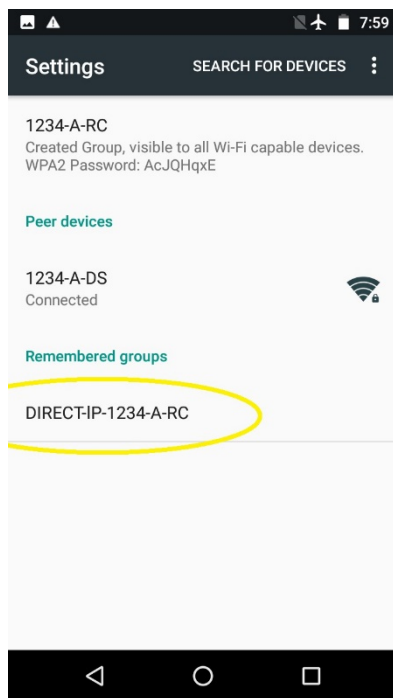 7:59
Settings SEARCH FOR DEVICES
1234-A-RC
Created Group, visible to all Wi-Fi capable devices.
WPA2 Password: AcJQHqxE
Peer devices
1234-A-DS
Connected
Remembered groups
DIRECT-IP-1234-A-RC